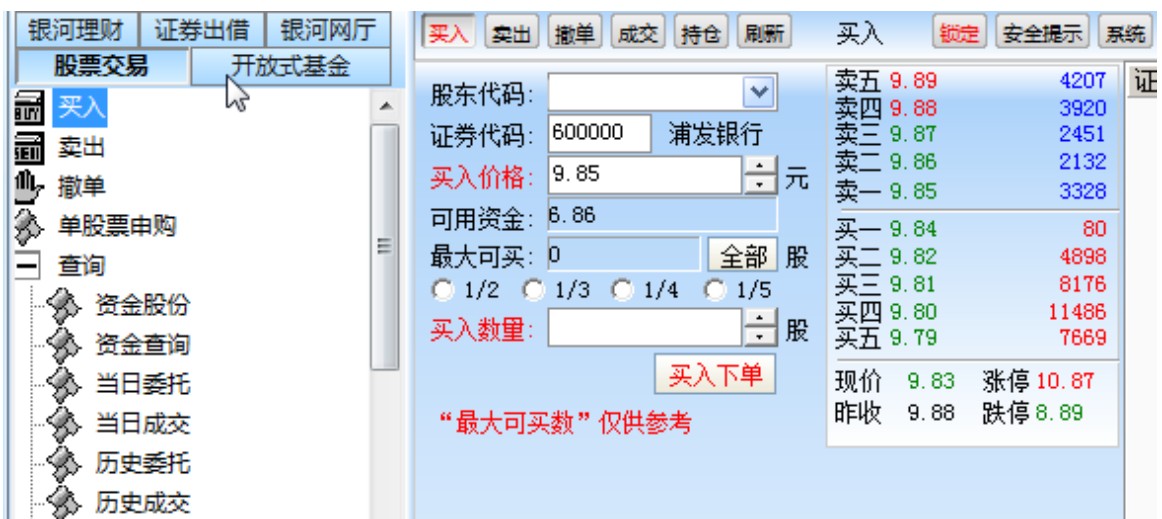 银河理财 证券出借 银河网厅
股票交易 开放式基金
BUY 买入
SELL 卖出
撤单
单股票申购
查询
资金股份
资金查询
当日委托
当日成交
历史委托
历史成交
买入 卖出 撤单 成交 持仓 刷新 买入 锁定 安全提示 系统
股东代码:
证券代码: 600000 浦发银行
买入价格: 9.85 元
可用资金: 6.86
最大可买: 0 全部 股
1/2 1/3 1/4 1/5
买入数量: 股
买入下单
“最大可买数”仅供参考
卖五 9.89 4207
卖四 9.88 3920
卖三 9.87 2451
卖二 9.86 2132
卖一 9.85 3328
买一 9.84 80
买二 9.82 4898
买三 9.81 8176
买四 9.80 11486
买五 9.79 7669
现价 9.83 涨停 10.87
昨收 9.88 跌停 8.89
证